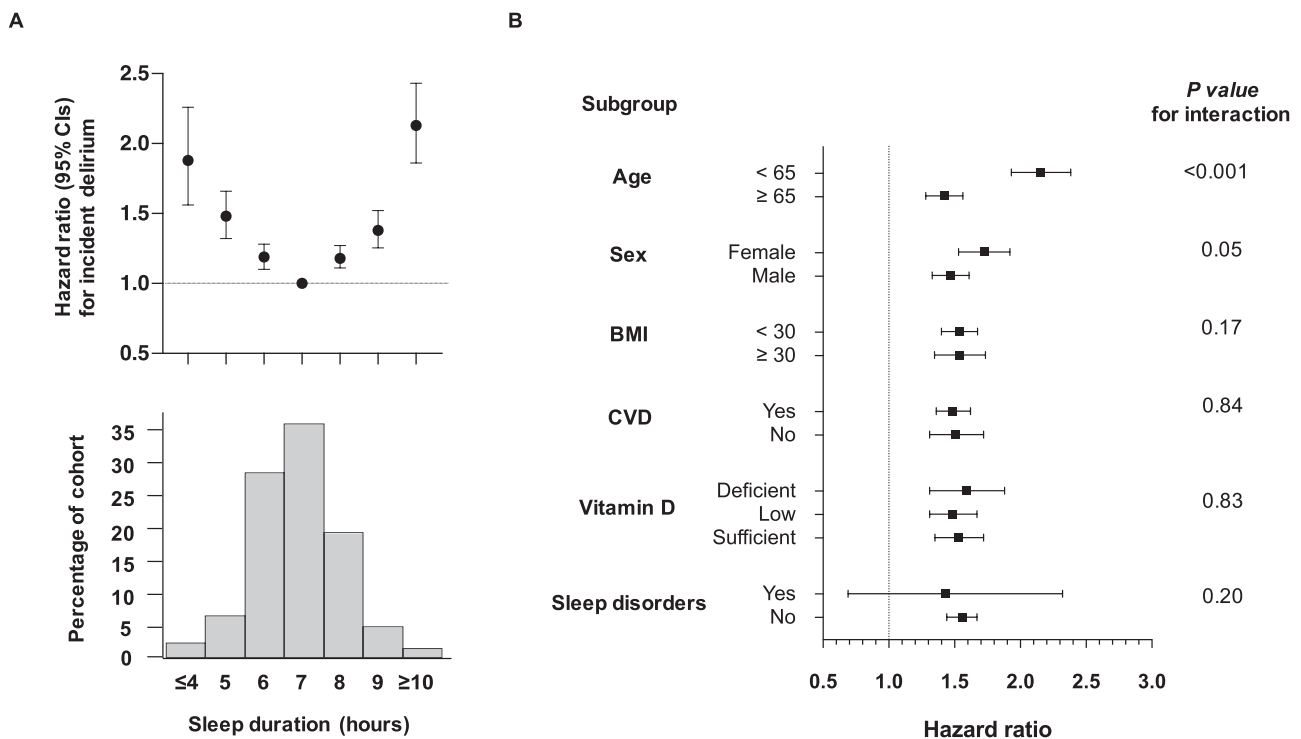 A
Hazard ratio (95% CIs)
for incident delirium
2.5
2.0
1.5
1.0
0.5
Percentage of cohort
35
30
25
20
15
10
5
0
≤4 5 6 7 8 9 ≥10
Sleep duration (hours)
B
Subgroup
P value
for interaction
Age
< 65
≥ 65
<0.001
Sex
Female
Male
0.05
BMI
< 30
≥ 30
0.17
CVD
Yes
No
0.84
Vitamin D
Deficient
Low
Sufficient
0.83
Sleep disorders
Yes
No
0.20
0.5 1.0 1.5 2.0 2.5 3.0
Hazard ratio